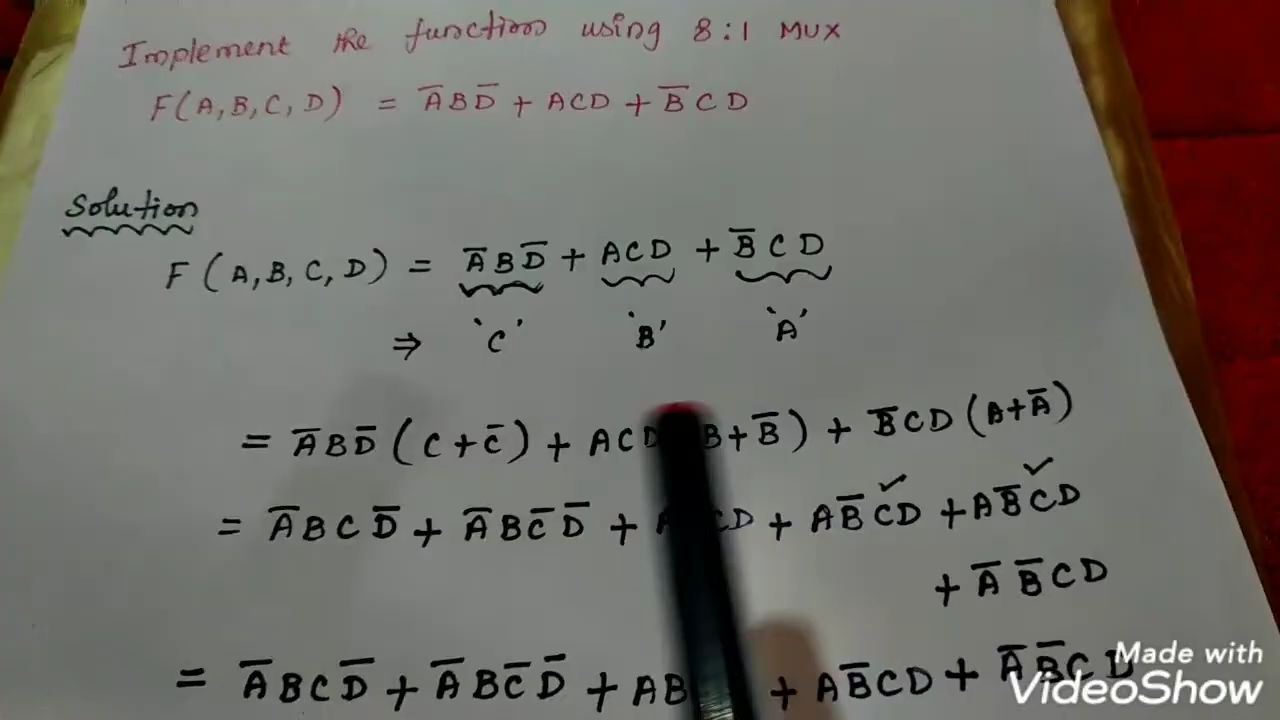 Implement the function using 8:1 MUX
F(A,B,C,D) = A̅BD̅ + ACD + B̅CD
Solution
F(A,B,C,D) = A̅BD̅ + ACD + B̅CD
⇒ 'C' 'B' 'A'
= A̅BD̅(C+C̅) + ACD B+B̅) + B̅CD(A+A̅)
= A̅BCD̅ + A̅BC̅D̅ + A CD + AB̅CD + AB̅CD
+ A̅B̅CD
= A̅BCD̅ + A̅BC̅D̅ + AB + AB̅CD + A̅B̅CD
Made with
VideoShow